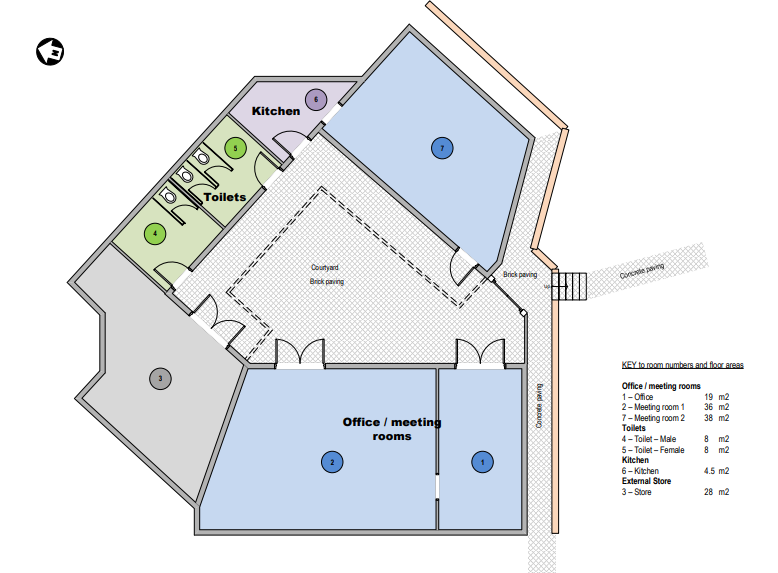 N
6
Kitchen
5
7
Toilets
4
Courtyard
Brick paving
Brick paving
Concrete paving
Up
3
KEY to room numbers and floor areas
Office / meeting rooms
1 – Office 19 m2
2 – Meeting room 1 36 m2
7 – Meeting room 2 38 m2
Toilets
4 – Toilet – Male 8 m2
5 – Toilet – Female 8 m2
Kitchen
6 – Kitchen 4.5 m2
External Store
3 – Store 28 m2
Concrete paving
Office / meeting
rooms
2
1